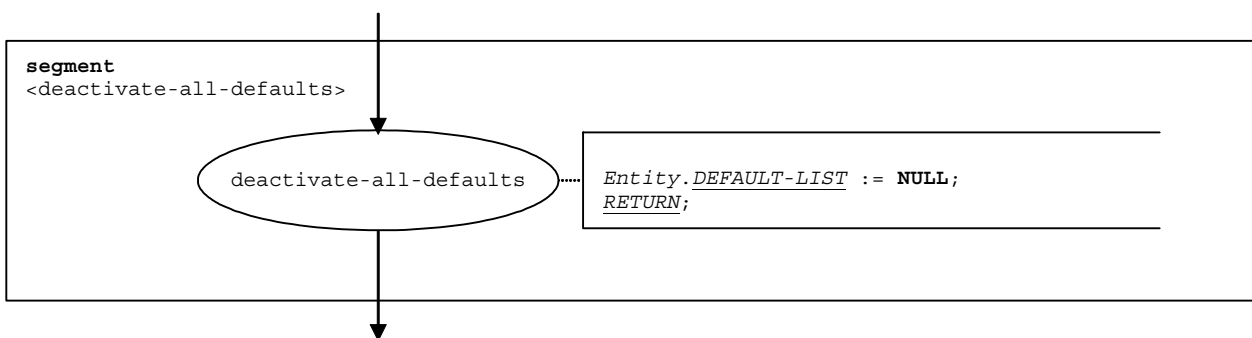 segment
<deactivate-all-defaults>
deactivate-all-defaults
Entity.DEFAULT-LIST := NULL;
RETURN;